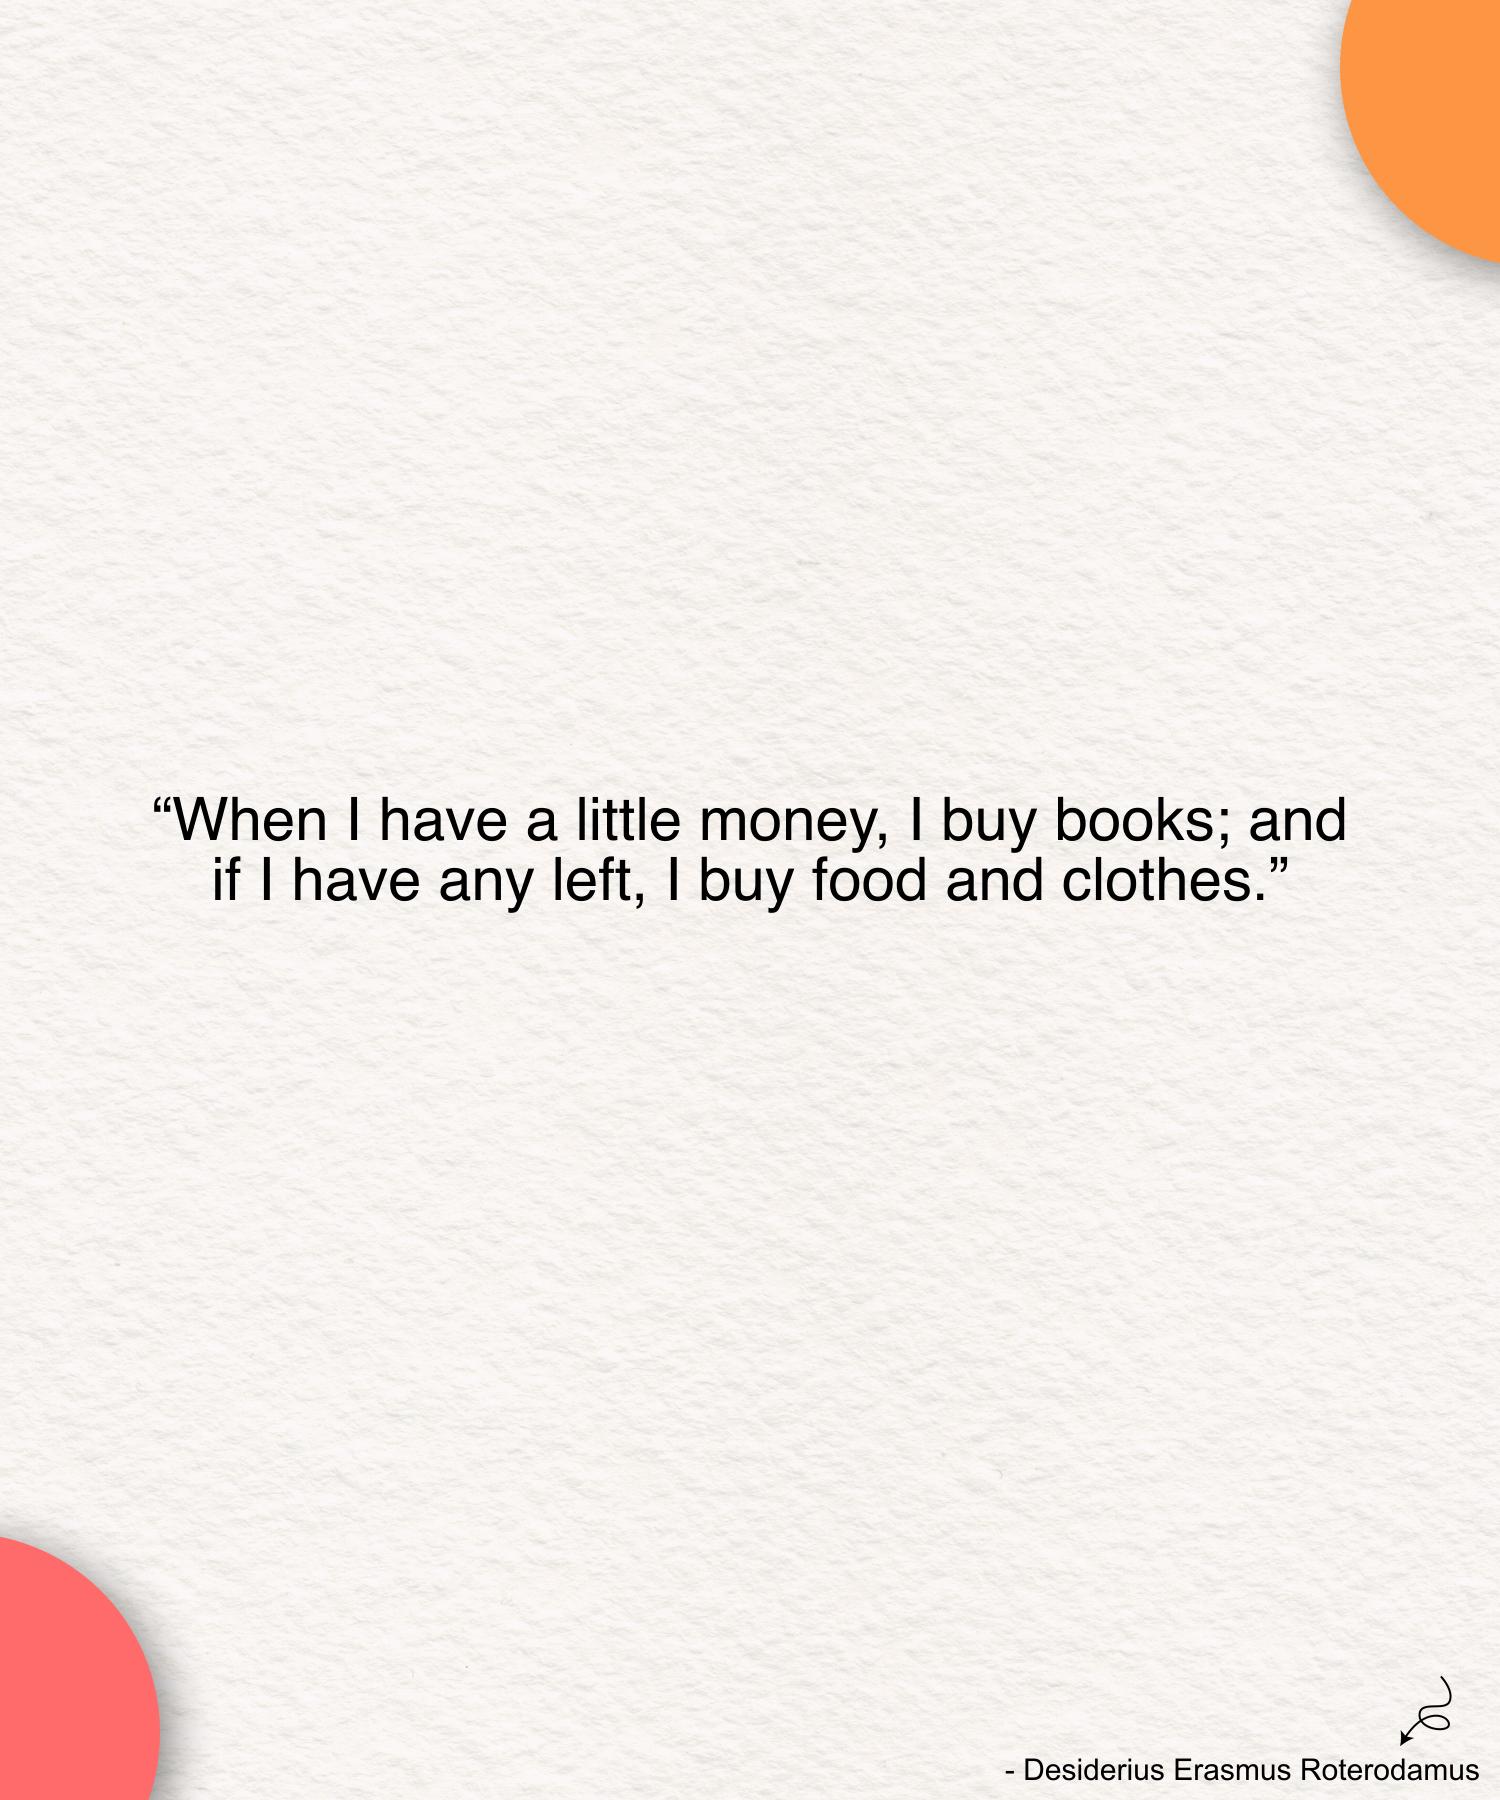 “When I have a little money, I buy books; and
if I have any left, I buy food and clothes.”
- Desiderius Erasmus Roterodamus